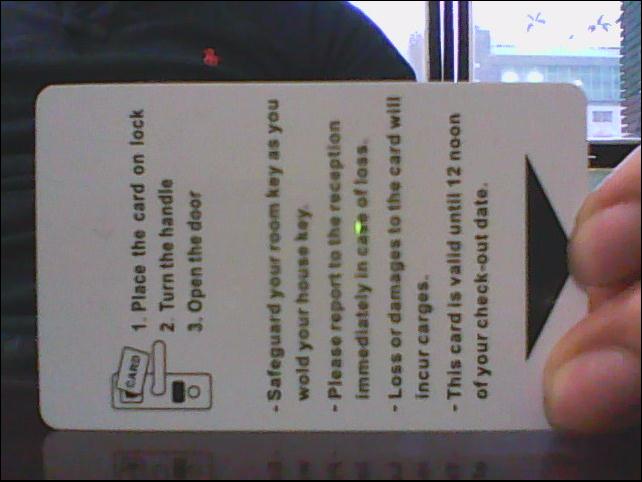 CARD
1. Place the card on lock
2. Turn the handle
3. Open the door
- Safeguard your room key as you
wold your house key.
- Please report to the reception
immediately in case of loss.
- Loss or damages to the card will
incur carges.
- This card is valid until 12 noon
of your check-out date.